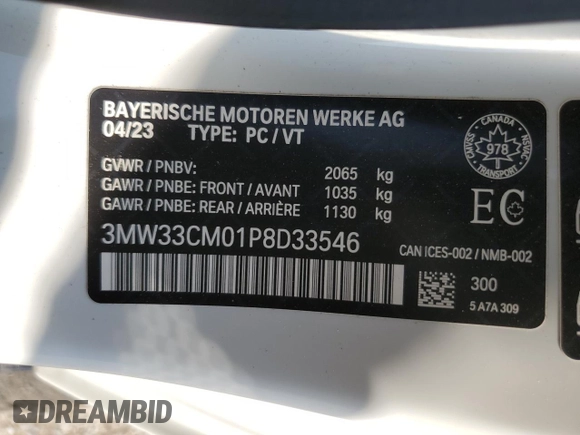 BAYERISCHE MOTOREN WERKE AG
04/23 TYPE: PC / VT
GVWR / PNBV: 2065 kg
GAWR / PNBE: FRONT / AVANT 1035 kg
GAWR / PNBE: REAR / ARRIÈRE 1130 kg
3MW33CM01P8D33546
CANADA
CMVSS
978
NSVAC
TRANSPORT
EC
CAN ICES-002 / NMB-002
300
5 A7A 309
DREAMBID